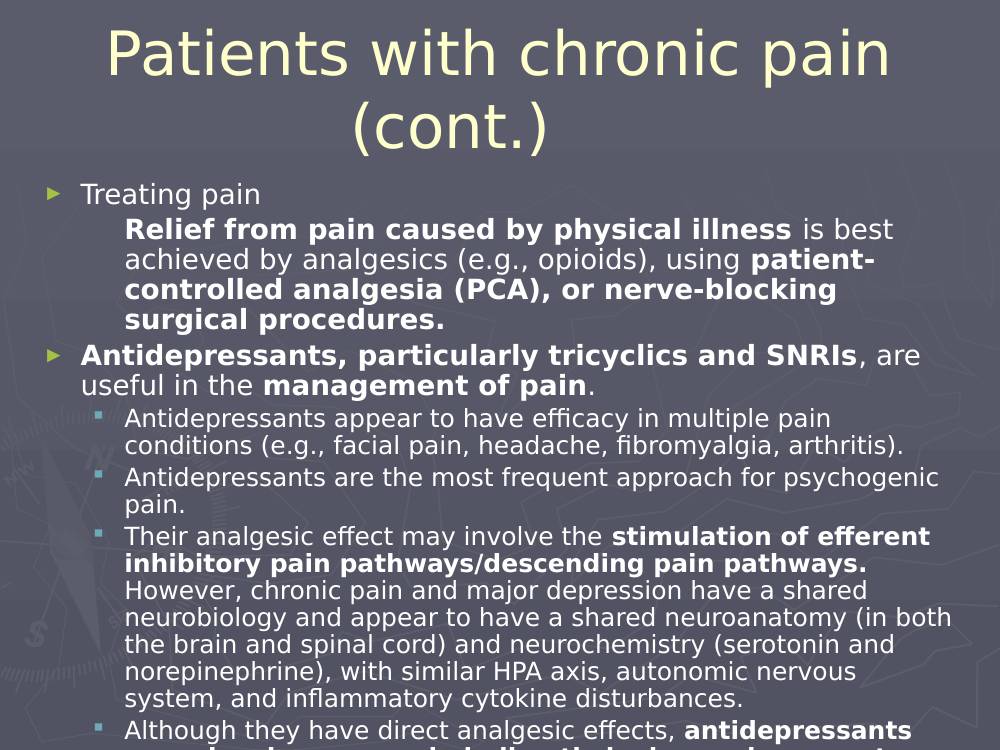 Patients with chronic pain
(cont.)
Treating pain
Relief from pain caused by physical illness is best
achieved by analgesics (e.g., opioids), using patient-
controlled analgesia (PCA), or nerve-blocking
surgical procedures.
Antidepressants, particularly tricyclics and SNRIs, are
useful in the management of pain.
Antidepressants appear to have efficacy in multiple pain
conditions (e.g., facial pain, headache, fibromyalgia, arthritis).
Antidepressants are the most frequent approach for psychogenic
pain.
Their analgesic effect may involve the stimulation of efferent
inhibitory pain pathways/descending pain pathways.
However, chronic pain and major depression have a shared
neurobiology and appear to have a shared neuroanatomy (in both
the brain and spinal cord) and neurochemistry (serotonin and
norepinephrine), with similar HPA axis, autonomic nervous
system, and inflammatory cytokine disturbances.
Although they have direct analgesic effects, antidepressants
NW
N
S